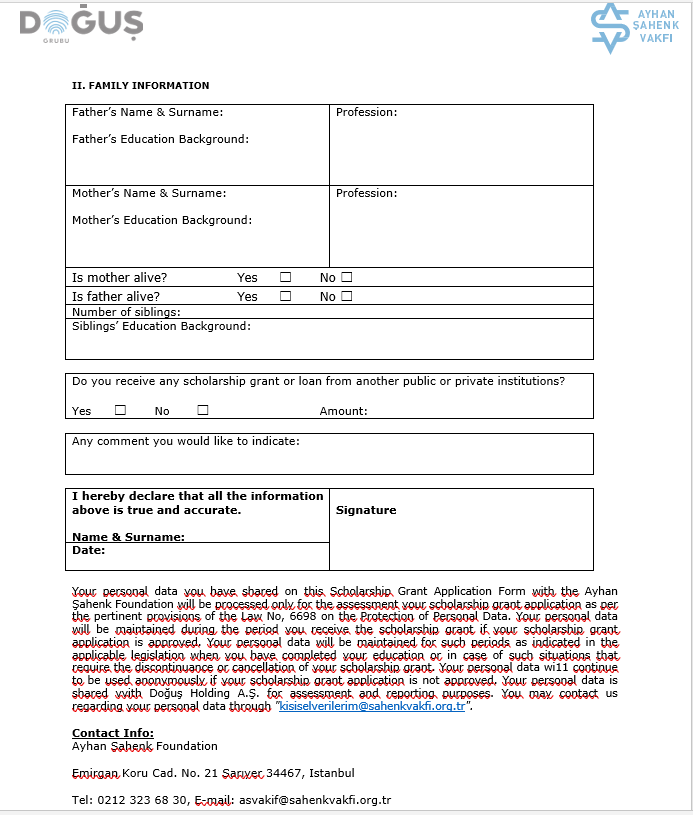 DOĞUŞ
GRUBU
AYHAN
ŞAHENK
VAKFI
II. FAMILY INFORMATION
Father's Name & Surname: Profession:
Father's Education Background:
Mother's Name & Surname: Profession:
Mother's Education Background:
Is mother alive? Yes ☐ No ☐
Is father alive? Yes ☐ No ☐
Number of siblings:
Siblings' Education Background:
Do you receive any scholarship grant or loan from another public or private institutions?
Yes ☐ No ☐ Amount:
Any comment you would like to indicate:
I hereby declare that all the information
above is true and accurate.
Signature
Name & Surname:
Date:
Your personal data you have shared on this Scholarship Grant Application Form with the Ayhan
Şahenk Foundation will be processed only for the assessment your scholarship grant application as per
the pertinent provisions of the Law No, 6698 on the Protection of Personal Data. Your personal data
will be maintained during the period you receive the scholarship grant if your scholarship grant
application is approved. Your personal data will be maintained for such periods as indicated in the
applicable legislation when you have completed your education or in case of such situations that
require the discontinuance or cancellation of your scholarship grant. Your personal data wi11 continue
to be used anonymously if your scholarship grant application is not approved. Your personal data is
shared with Doğuş Holding A.Ş. for assessment and reporting purposes. You may contact us
regarding your personal data through "kisiselverilerim@sahenkvakfi.org.tr".
Contact Info:
Ayhan Sahenk Foundation
Emirgan Koru Cad. No. 21 Sarıyer 34467, Istanbul
Tel: 0212 323 68 30, E-mail: asvakif@sahenkvakfi.org.tr